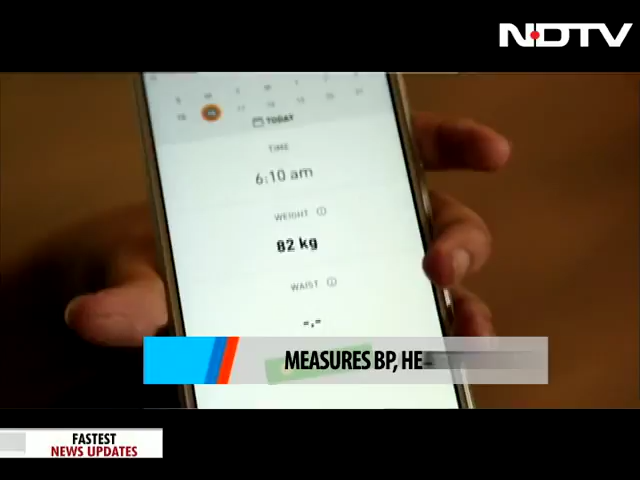 NDTV
TODAY
TIME
6:10 am
WEIGHT
82 kg
WAIST
-.-
MEASURES BP, HE
FASTEST
NEWS UPDATES